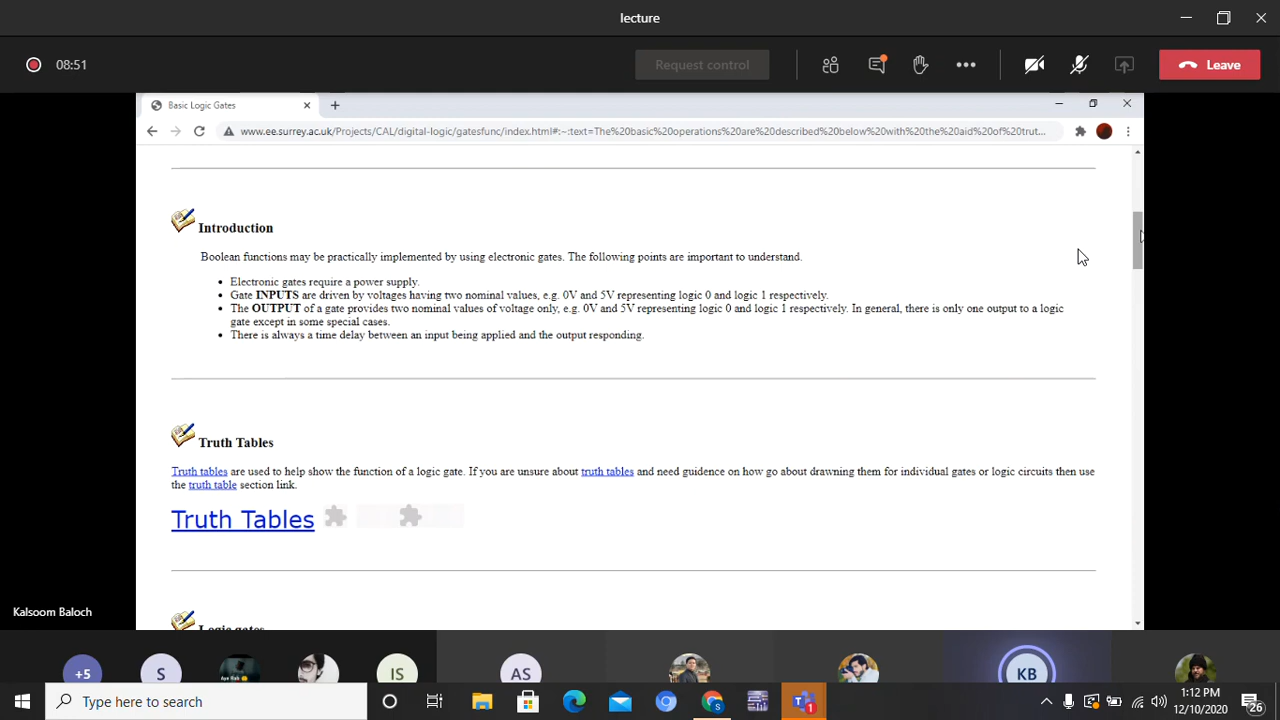 lecture
08:51
Request control
Leave
Basic Logic Gates
www.ee.surrey.ac.uk/Projects/CAL/digital-logic/gatesfunc/index.html#:~:text=The%20basic%20operations%20are%20described%20below%20with%20the%20aid%20of%20trut...
Introduction
Boolean functions may be practically implemented by using electronic gates. The following points are important to understand.
Electronic gates require a power supply.
Gate INPUTS are driven by voltages having two nominal values, e.g. 0V and 5V representing logic 0 and logic 1 respectively.
The OUTPUT of a gate provides two nominal values of voltage only, e.g. 0V and 5V representing logic 0 and logic 1 respectively. In general, there is only one output to a logic
gate except in some special cases.
There is always a time delay between an input being applied and the output responding.
Truth Tables
Truth tables are used to help show the function of a logic gate. If you are unsure about truth tables and need guidence on how go about drawning them for individual gates or logic circuits then use
the truth table section link.
Truth Tables
Logic gates
Kalsoom Baloch
+5 S IS AS KB
Type here to search
1
1:12 PM
12/10/2020
26